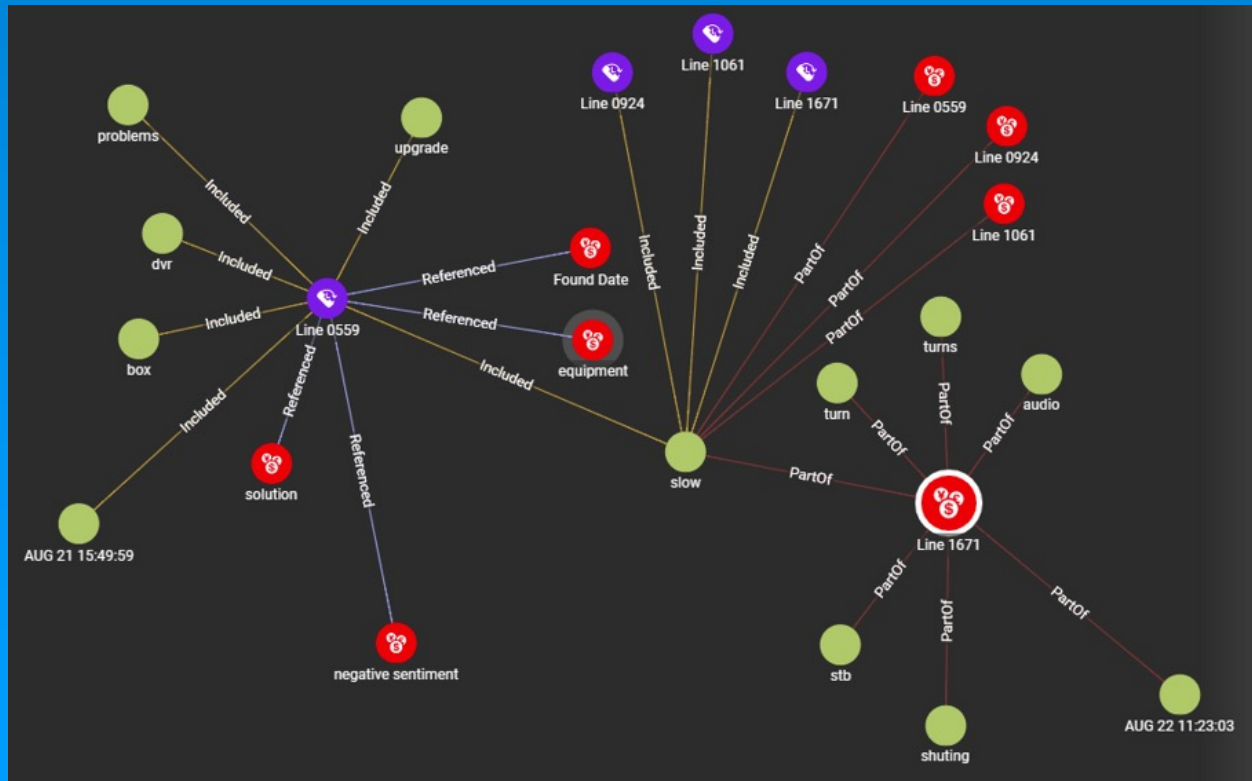 Line 1061
Line 0924
Line 1671
Line 0559
problems
upgrade
Line 0924
Included
Included
Line 1061
dvr
Included
Included
Included
Included
PartOf
Included
Referenced
Found Date
PartOf
Line 0559
Included
Referenced
PartOf
box
Included
equipment
turns
Referenced
Included
turn
audio
PartOf
PartOf
PartOf
Referenced
slow
PartOf
solution
Line 1671
AUG 21 15:49:59
PartOf
PartOf
PartOf
negative sentiment
stb
AUG 22 11:23:03
shuting